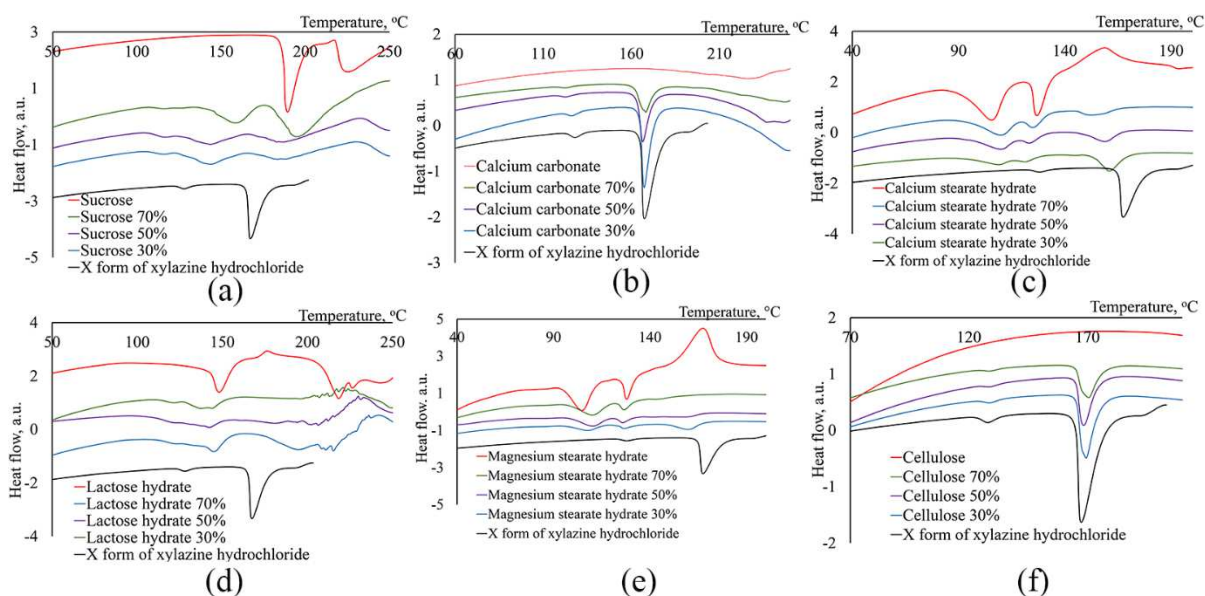 Temperature, °C
3
50
100
150
200
250
1
-1
-3
-5
Heat flow, a.u.
Sucrose
Sucrose 70%
Sucrose 50%
Sucrose 30%
X form of xylazine hydrochloride
(a)
Temperature, °C
2
60
110
160
210
1
0
-1
-2
-3
Heat flow, a.u.
Calcium carbonate
Calcium carbonate 70%
Calcium carbonate 50%
Calcium carbonate 30%
X form of xylazine hydrochloride
(b)
Temperature, °C
4
40
90
140
190
2
0
-2
-4
Heat flow, a.u.
Calcium stearate hydrate
Calcium stearate hydrate 70%
Calcium stearate hydrate 50%
Calcium stearate hydrate 30%
X form of xylazine hydrochloride
(c)
Temperature, °C
4
50
100
150
200
250
2
0
-2
-4
Heat flow, a.u.
Lactose hydrate
Lactose hydrate 70%
Lactose hydrate 50%
Lactose hydrate 30%
X form of xylazine hydrochloride
(d)
Temperature, °C
5
40
90
140
190
3
1
-1
-3
-5
Heat flow, a.u.
Magnesium stearate hydrate
Magnesium stearate hydrate 70%
Magnesium stearate hydrate 50%
Magnesium stearate hydrate 30%
X form of xylazine hydrochloride
(e)
Temperature, °C
2
70
120
170
1
0
-1
-2
Heat flow, a.u.
Cellulose
Cellulose 70%
Cellulose 50%
Cellulose 30%
X form of xylazine hydrochloride
(f)